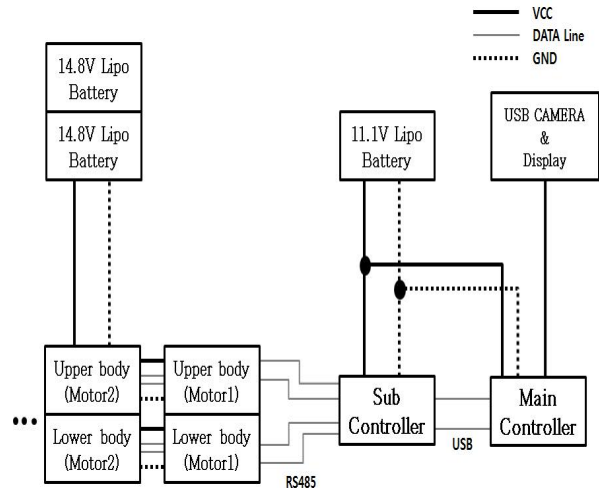 VCC
DATA Line
GND
14.8V Lipo
Battery
14.8V Lipo
Battery
11.1V Lipo
Battery
USB CAMERA
&
Display
Upper body
(Motor2)
Upper body
(Motor1)
Lower body
(Motor2)
Lower body
(Motor1)
Sub
Controller
Main
Controller
USB
RS485